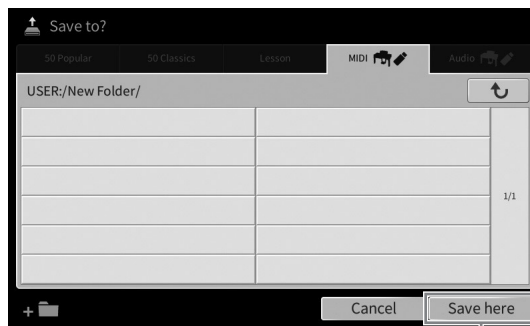 Save to?
50 Popular 50 Classics Lesson MIDI Audio
USER:/New Folder/
1/1
+ Cancel Save here